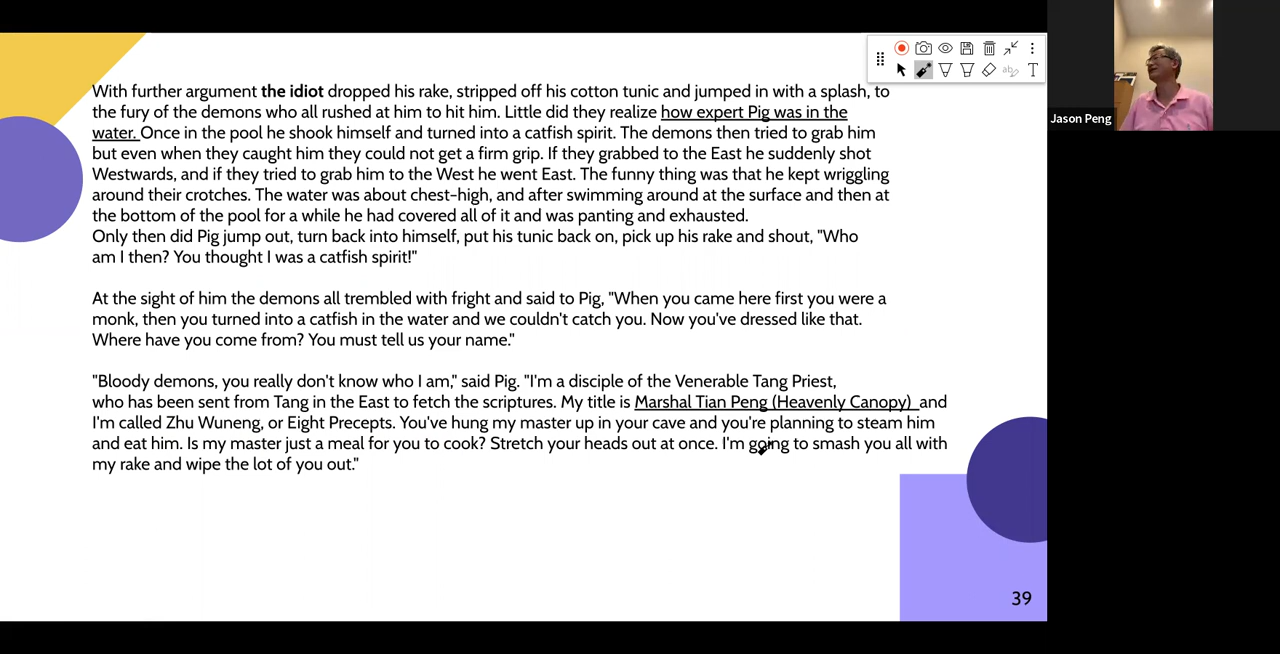 With further argument the idiot dropped his rake, stripped off his cotton tunic and jumped in with a splash, to
the fury of the demons who all rushed at him to hit him. Little did they realize how expert Pig was in the
water. Once in the pool he shook himself and turned into a catfish spirit. The demons then tried to grab him
but even when they caught him they could not get a firm grip. If they grabbed to the East he suddenly shot
Westwards, and if they tried to grab him to the West he went East. The funny thing was that he kept wriggling
around their crotches. The water was about chest-high, and after swimming around at the surface and then at
the bottom of the pool for a while he had covered all of it and was panting and exhausted.
Only then did Pig jump out, turn back into himself, put his tunic back on, pick up his rake and shout, "Who
am I then? You thought I was a catfish spirit!"
At the sight of him the demons all trembled with fright and said to Pig, "When you came here first you were a
monk, then you turned into a catfish in the water and we couldn't catch you. Now you've dressed like that.
Where have you come from? You must tell us your name."
"Bloody demons, you really don't know who I am," said Pig. "I'm a disciple of the Venerable Tang Priest,
who has been sent from Tang in the East to fetch the scriptures. My title is Marshal Tian Peng (Heavenly Canopy) and
I'm called Zhu Wuneng, or Eight Precepts. You've hung my master up in your cave and you're planning to steam him
and eat him. Is my master just a meal for you to cook? Stretch your heads out at once. I'm going to smash you all with
my rake and wipe the lot of you out."
39
ab
T
Jason Peng